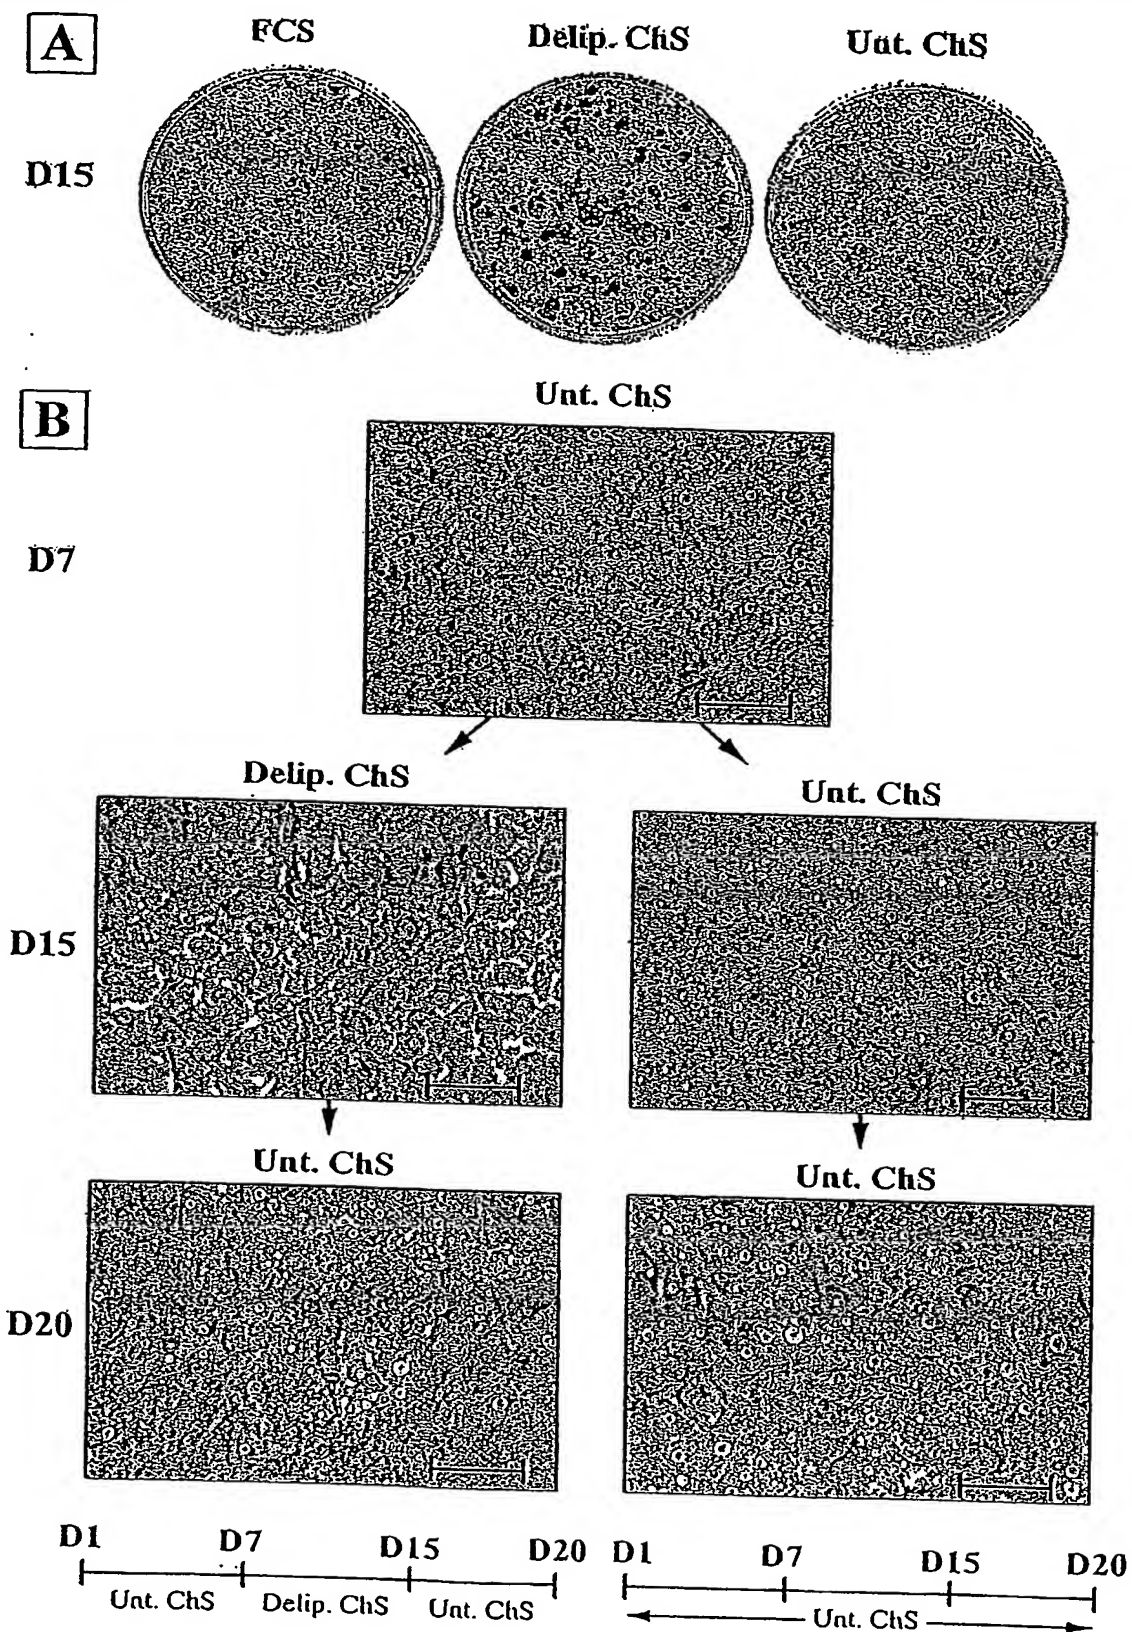 A
FCS Delip. ChS Unt. ChS
D15
B
Unt. ChS
D7
Delip. ChS Unt. ChS
D15
Unt. ChS Unt. ChS
D20
D1 D7 D15 D20 D1 D7 D15 D20
Unt. ChS Delip. ChS Unt. ChS Unt. ChS